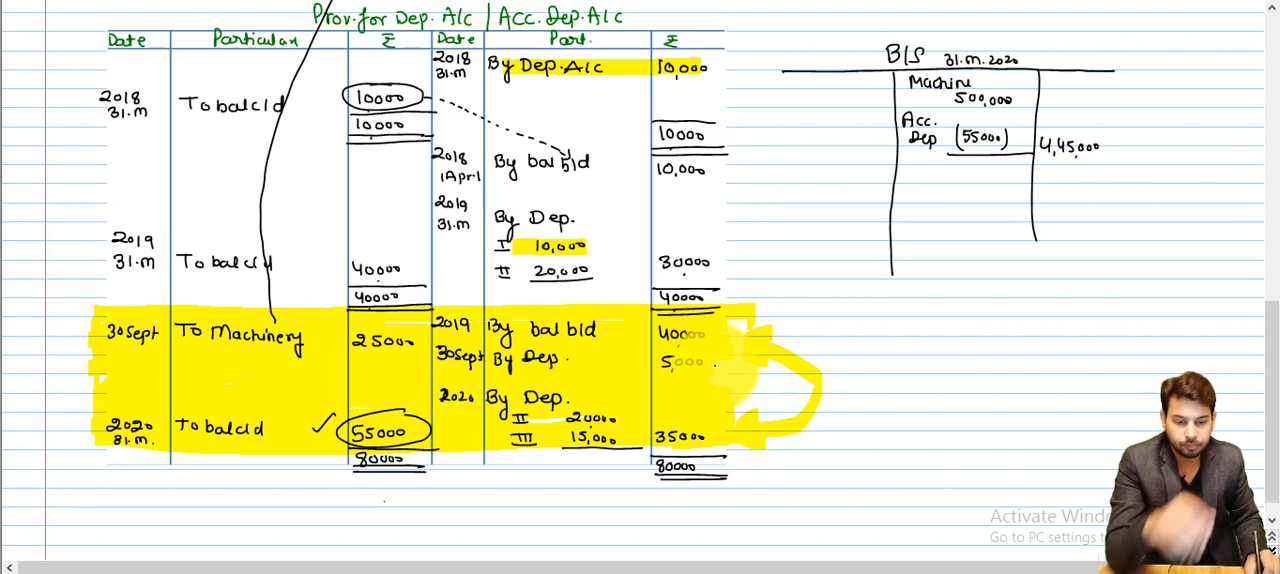 Prov. for Dep. A/c | Acc. Dep. A/c
Date Particular ₹ Date Part. ₹
2018 31.M By Dep. A/c 10,000
2018 31.M To bal c/d 10000
10000 10000
2018 1 April By bal b/d 10,000
2019 31.M By Dep.
I 10,000
II 20,000 30000
2019 31.M To bal c/d 40000
40000 40000
30 Sept To Machinery 25000 2019 By bal b/d 40000
30 Sept By Dep. 5,000
2020 By Dep.
II 20000
III 15,000 35000
2020 31.M. To bal c/d ✓ 55000
80000 80000
B/S 31.M.2020
Machine
500,000
Acc.
Dep (55000) 4,45,000
Activate Wind
Go to PC settings t